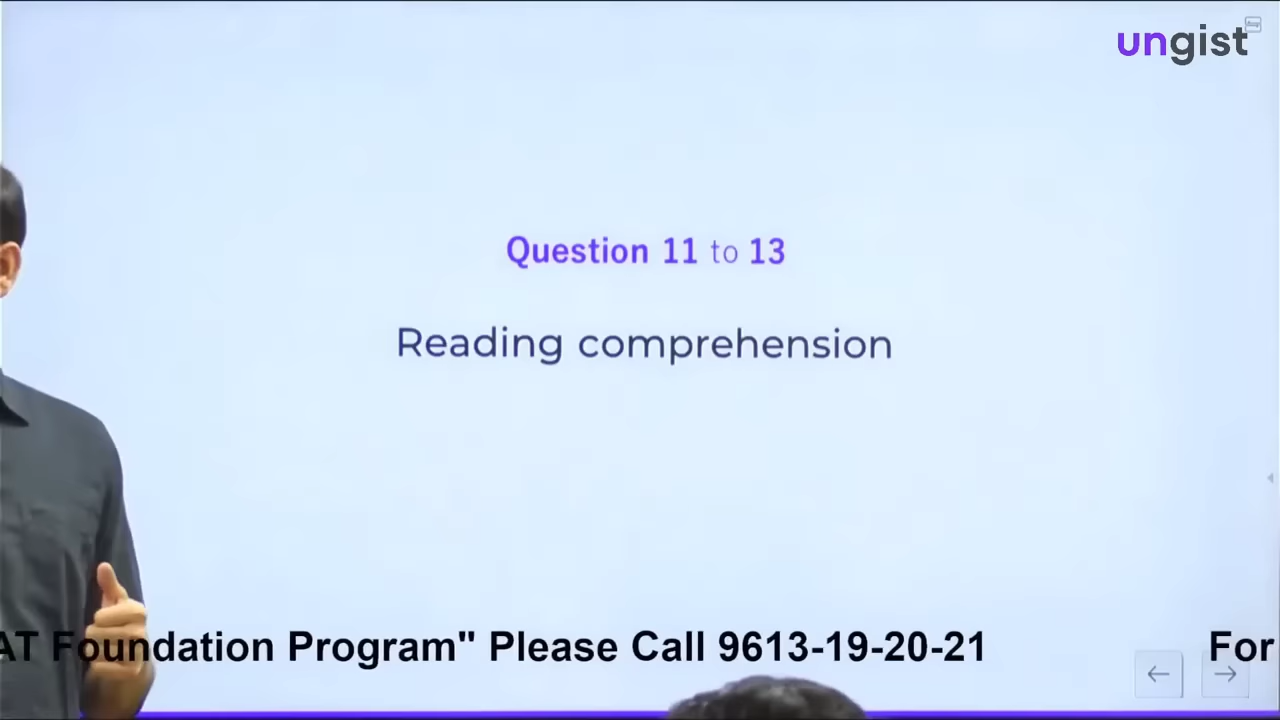 ungist
Question 11 to 13
Reading comprehension
AT Foundation Program" Please Call 9613-19-20-21 For